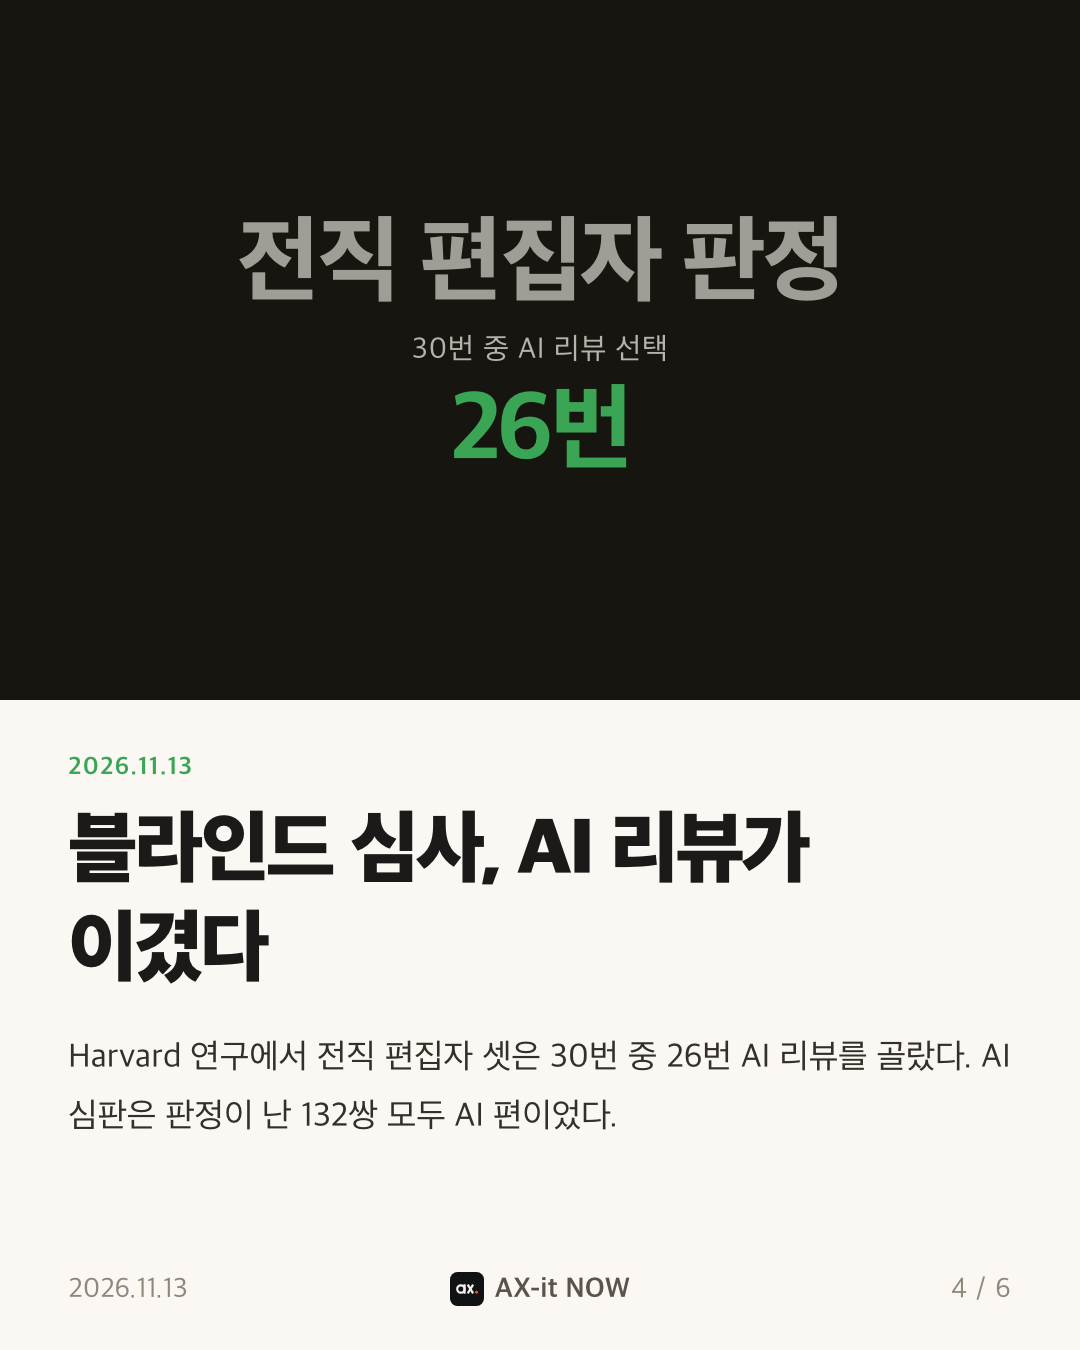 전직 편집자 판정
30번 중 AI 리뷰 선택
26번
2026.11.13
블라인드 심사, AI 리뷰가
이겼다
Harvard 연구에서 전직 편집자 셋은 30번 중 26번 AI 리뷰를 골랐다. AI
심판은 판정이 난 132쌍 모두 AI 편이었다.
2026.11.13
ax. AX-it NOW
4 / 6